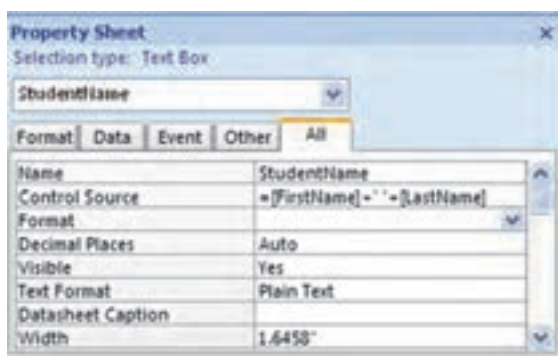 Property Sheet
Selection type: Text Box
StudentName
Format Data Event Other All
Name StudentName
Control Source =[FirstName]+' '+[LastName]
Format
Decimal Places Auto
Visible Yes
Text Format Plain Text
Datasheet Caption
Width 1.6458"